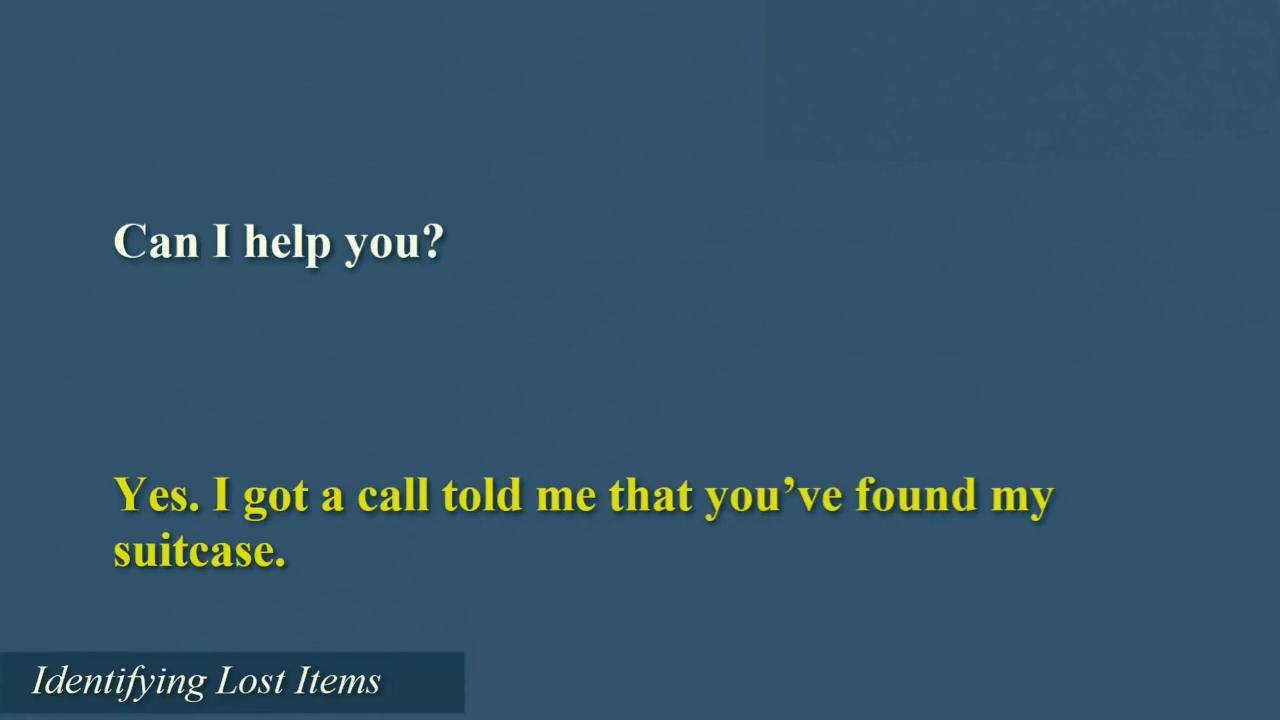 Can I help you?
Yes. I got a call told me that you’ve found my
suitcase.
Identifying Lost Items